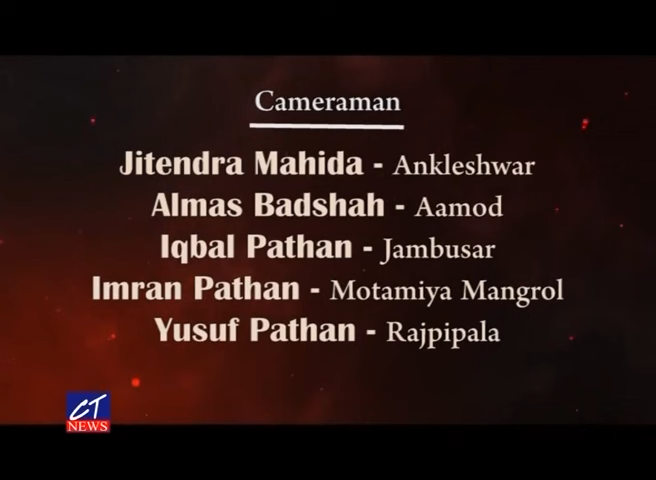 Cameraman
Jitendra Mahida - Ankleshwar
Almas Badshah - Aamod
Iqbal Pathan - Jambusar
Imran Pathan - Motamiya Mangrol
Yusuf Pathan - Rajpipala
CT
NEWS